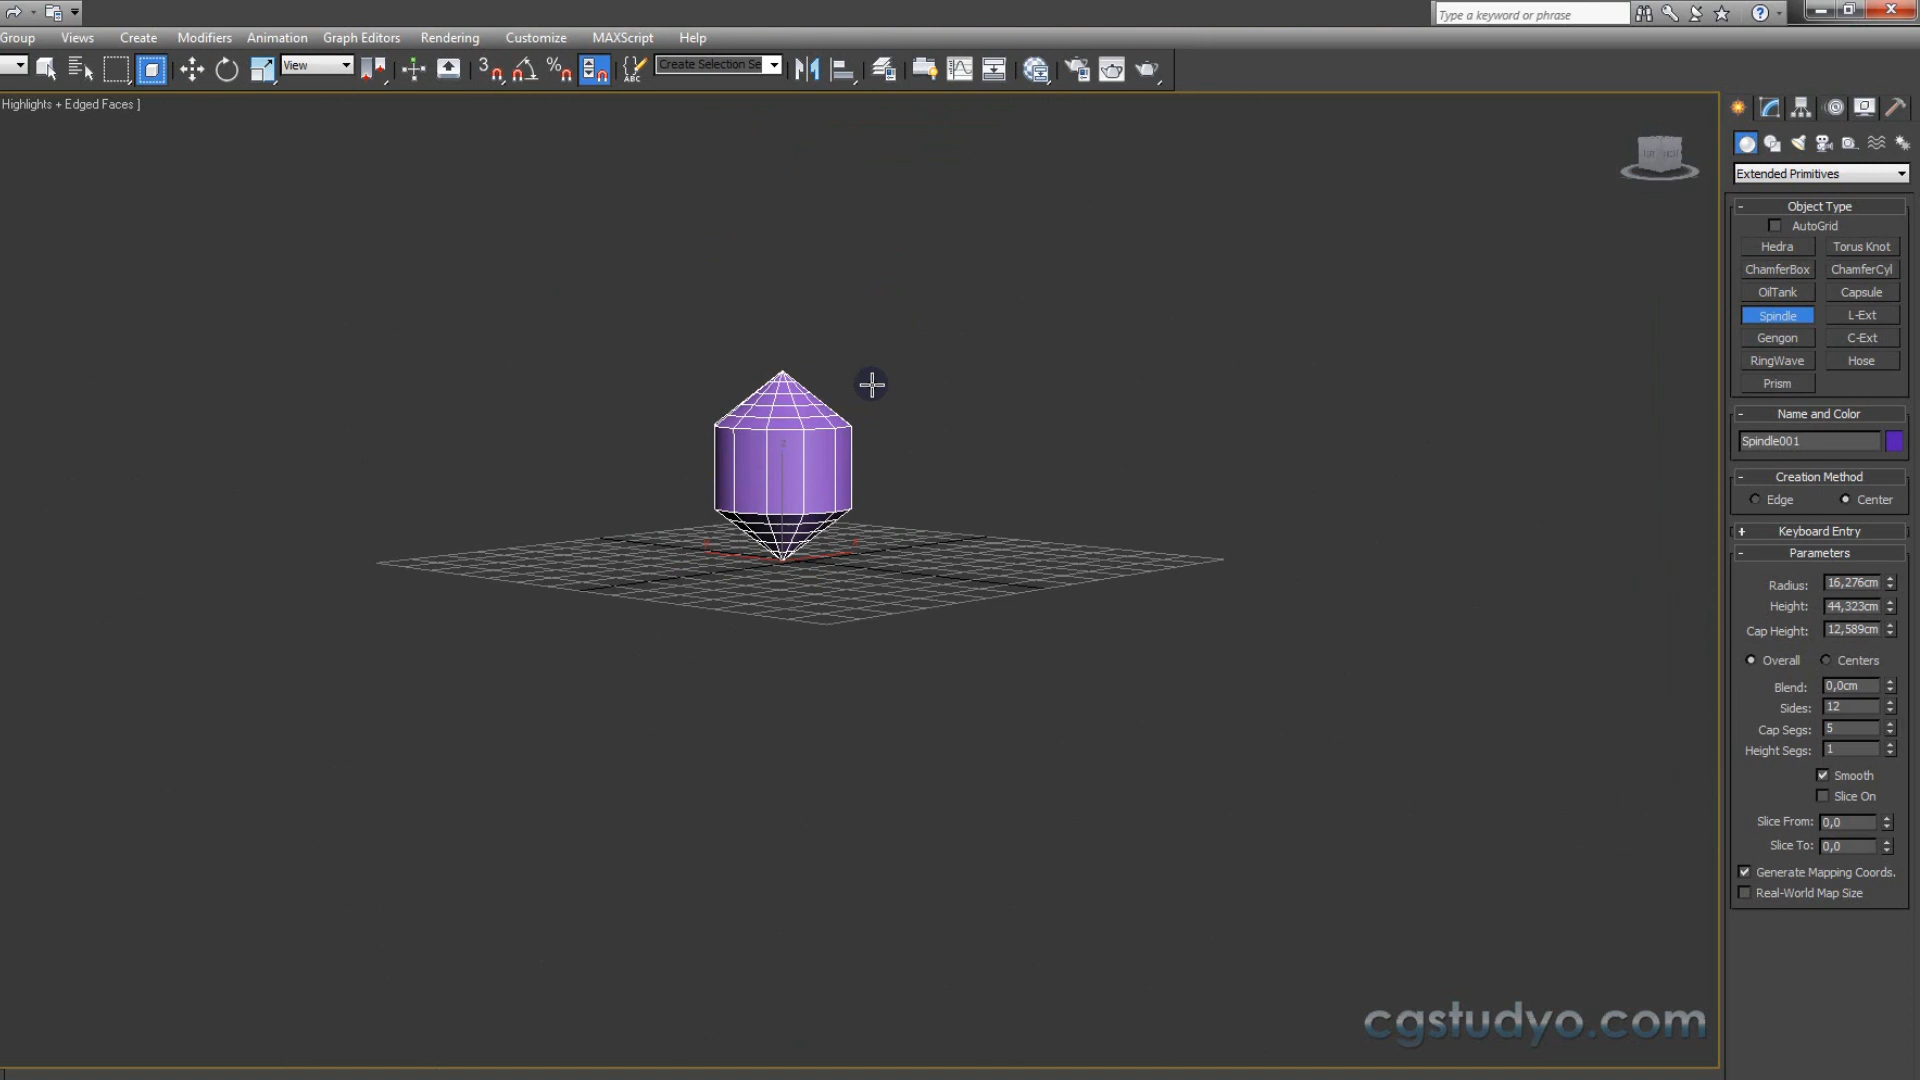 Type a keyword or phrase
Group Views Create Modifiers Animation Graph Editors Rendering Customize MAXScript Help
View
3
%
ABC
Create Selection Se
Highlights + Edged Faces ]
Extended Primitives
- Object Type
AutoGrid
Hedra Torus Knot
ChamferBox ChamferCyl
OilTank Capsule
Spindle L-Ext
Gengon C-Ext
RingWave Hose
Prism
- Name and Color
Spindle001
- Creation Method
Edge Center
+ Keyboard Entry
- Parameters
Radius: 16,276cm
Height: 44,323cm
Cap Height: 12,589cm
Overall Centers
Blend: 0,0cm
Sides: 12
Cap Segs: 5
Height Segs: 1
Smooth
Slice On
Slice From: 0,0
Slice To: 0,0
Generate Mapping Coords.
Real-World Map Size
z
cgstudyo.com